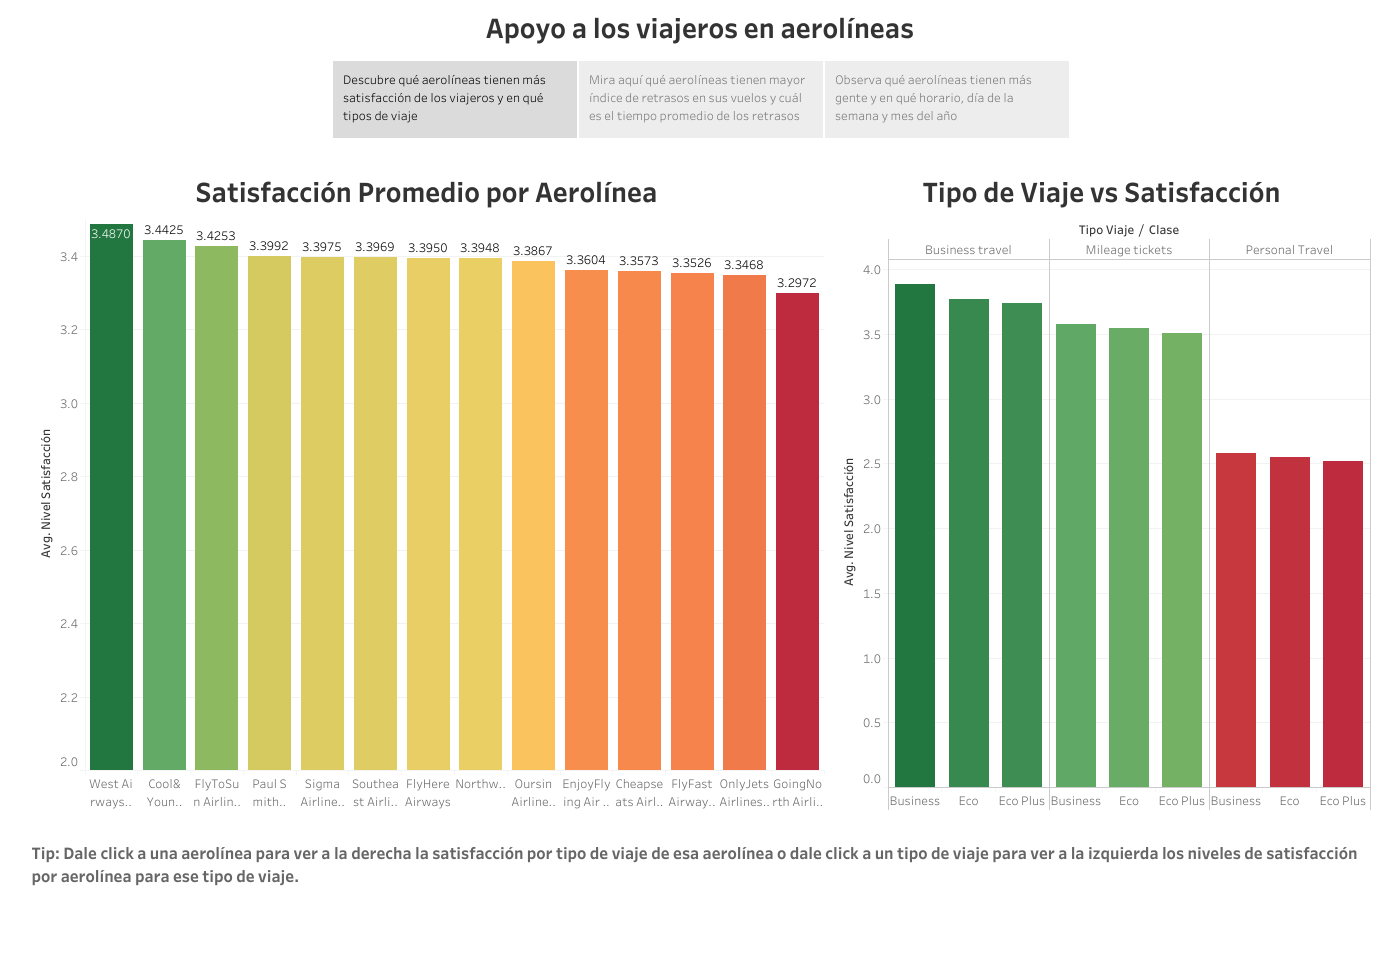 Apoyo a los viajeros en aerolíneas
Descubre qué aerolíneas tienen más
satisfacción de los viajeros y en qué
tipos de viaje
Mira aquí qué aerolíneas tienen mayor
índice de retrasos en sus vuelos y cuál
es el tiempo promedio de los retrasos
Observa qué aerolíneas tienen más
gente y en qué horario, día de la
semana y mes del año
Satisfacción Promedio por Aerolínea
3.4870 3.4425 3.4253 3.3992 3.3975 3.3969 3.3950 3.3948 3.3867 3.3604 3.3573 3.3526 3.3468 3.2972
3.4
3.2
3.0
2.8
2.6
2.4
2.2
2.0
Avg. Nivel Satisfacción
West Ai
rways..
Cool&
Youn..
FlyToSu
n Airlin..
Paul S
mith..
Sigma
Airline..
Southea
st Airli..
FlyHere
Airways
Northw..
Oursin
Airline..
EnjoyFly
ing Air ..
Cheapse
ats Airl..
FlyFast
Airway..
OnlyJets
Airlines..
GoingNo
rth Airli..
Tipo de Viaje vs Satisfacción
Tipo Viaje / Clase
Business travel
Mileage tickets
Personal Travel
4.0
3.5
3.0
2.5
2.0
1.5
1.0
0.5
0.0
Avg. Nivel Satisfacción
Business Eco Eco Plus Business Eco Eco Plus Business Eco Eco Plus
Tip: Dale click a una aerolínea para ver a la derecha la satisfacción por tipo de viaje de esa aerolínea o dale click a un tipo de viaje para ver a la izquierda los niveles de satisfacción
por aerolínea para ese tipo de viaje.